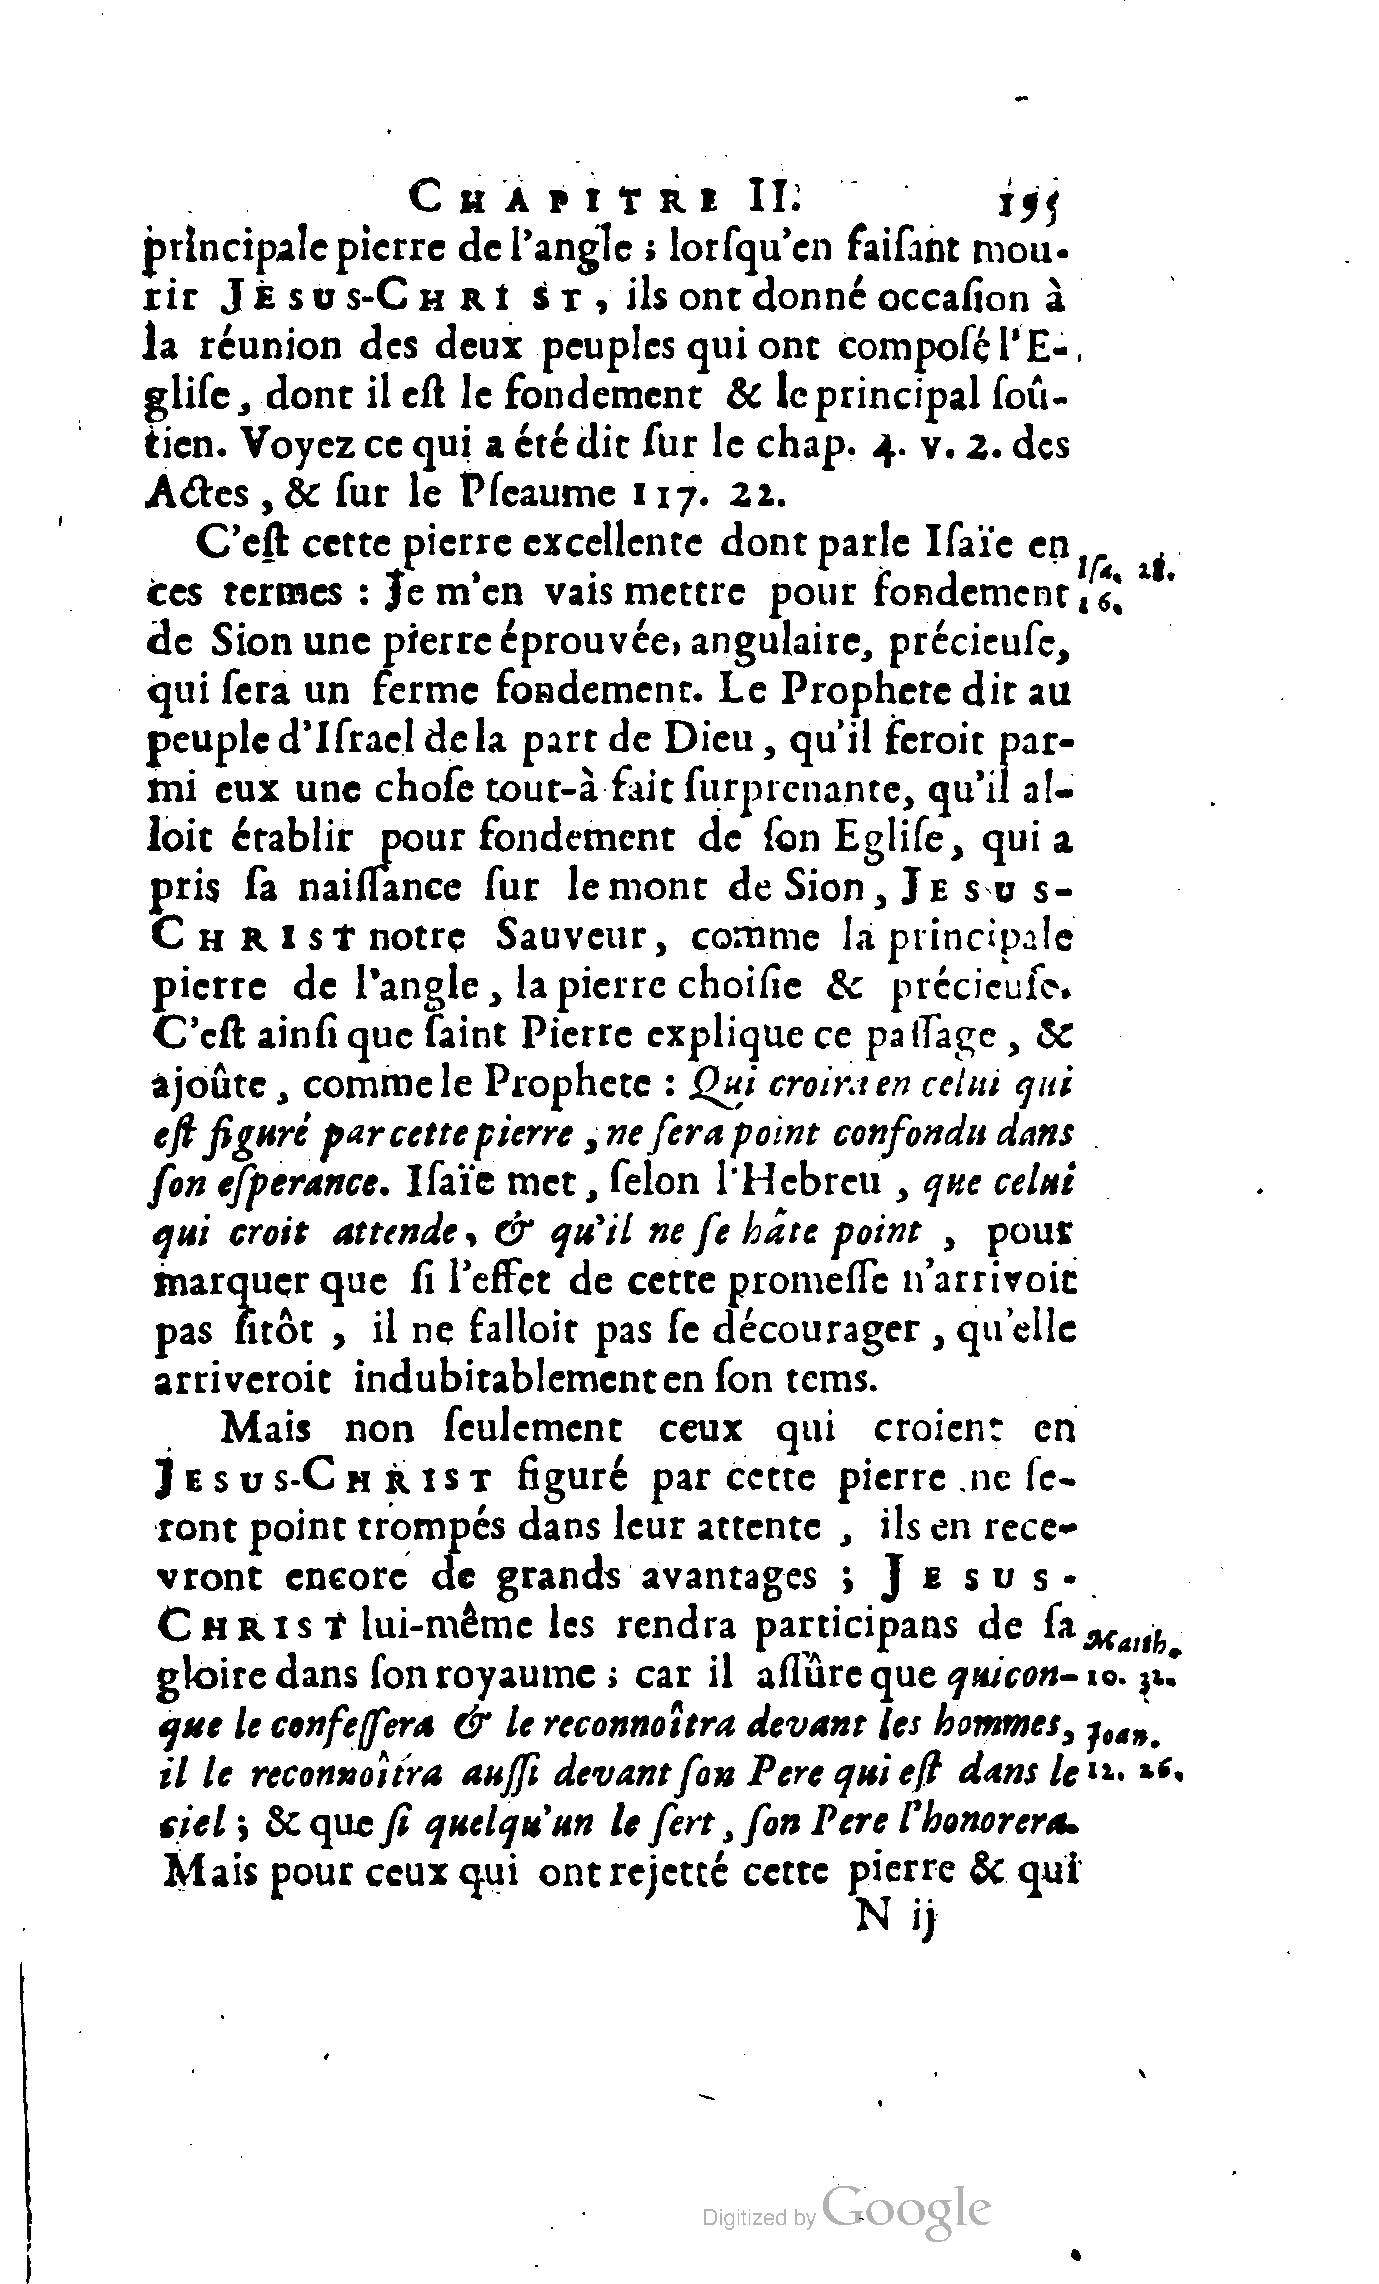 CHAPITRE II. 195
principale pierre de l'angle ; lorſqu'en faiſant mou-
rir JESUS-CHRIST, ils ont donné occaſion à
la réunion des deux peuples qui ont compoſé l'E-
gliſe, dont il eſt le fondement & le principal ſoû-
tien. Voyez ce qui a été dit ſur le chap. 4. v. 2. des
Actes, & ſur le Pſeaume 117. 22.
C'eſt cette pierre excellente dont parle Iſaïe en
Iſa. 28.
16.
ces termes : Je m'en vais mettre pour fondement
de Sion une pierre éprouvée, angulaire, précieuſe,
qui ſera un ferme fondement. Le Prophete dit au
peuple d'Iſrael de la part de Dieu, qu'il feroit par-
mi eux une choſe tout-à-fait ſurprenante, qu'il al-
loit établir pour fondement de ſon Egliſe, qui a
pris ſa naiſſance ſur le mont de Sion, JESUS-
CHRIST notre Sauveur, comme la principale
pierre de l'angle, la pierre choiſie & précieuſe.
C'eſt ainſi que ſaint Pierre explique ce paſſage, &
ajoûte, comme le Prophete : Qui croira en celui qui
eſt figuré par cette pierre, ne ſera point confondu dans
ſon eſperance. Iſaïe met, ſelon l'Hebreu, que celui
qui croit attende, & qu'il ne ſe hâte point, pour
marquer que ſi l'effet de cette promeſſe n'arrivoit
pas ſitôt, il ne falloit pas ſe décourager, qu'elle
arriveroit indubitablement en ſon tems.
Mais non ſeulement ceux qui croient en
JESUS-CHRIST figuré par cette pierre ne ſe-
ront point trompés dans leur attente, ils en rece-
vront encore de grands avantages ; JESUS-
CHRIST lui-même les rendra participans de ſa
Matth.
10. 32.
gloire dans ſon royaume ; car il aſſûre que quicon-
que le confeſſera & le reconnoîtra devant les hommes,
Joan.
12. 26.
il le reconnoîtra auſſi devant ſon Pere qui eſt dans le
ciel ; & que ſi quelqu'un le ſert, ſon Pere l'honorera.
Mais pour ceux qui ont rejetté cette pierre & qui
N ij
Digitized by Google